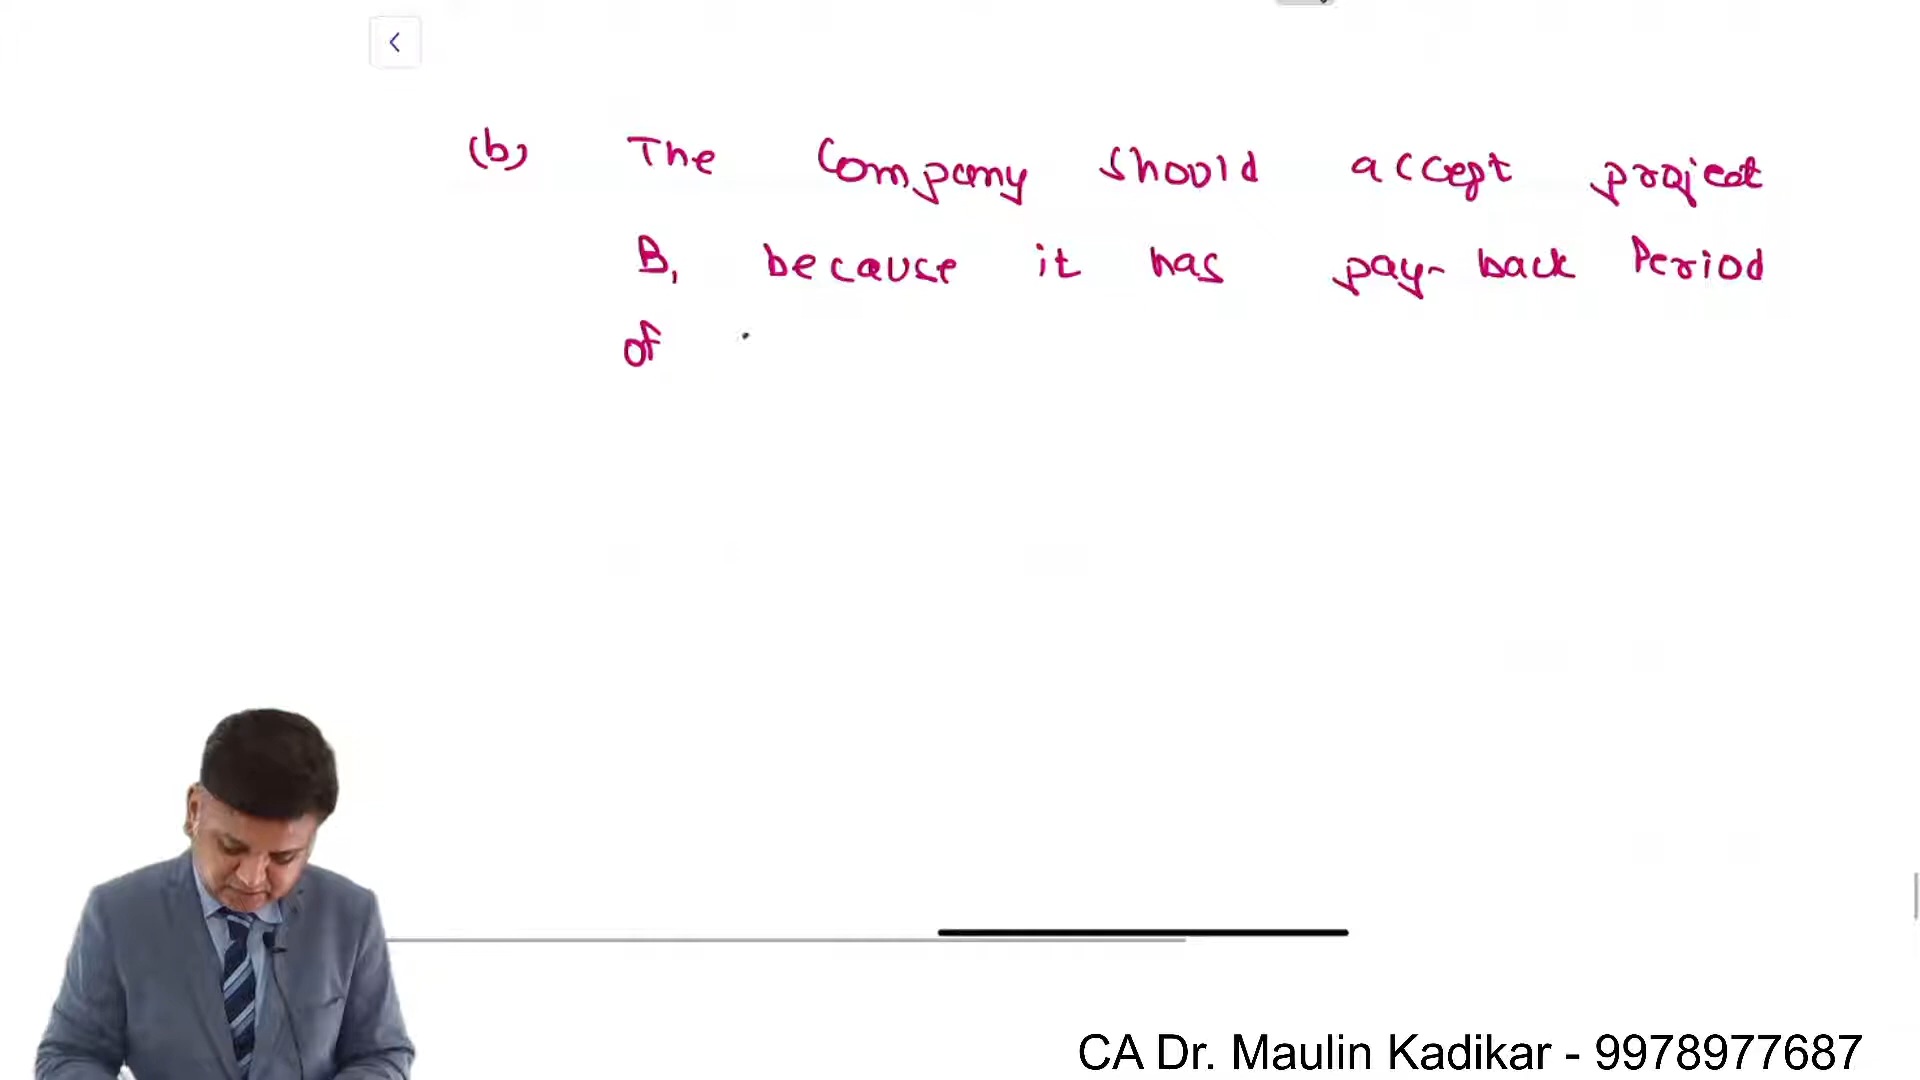 (b) The Company should accept project
B, because it has pay-back Period
of
CA Dr. Maulin Kadikar - 9978977687